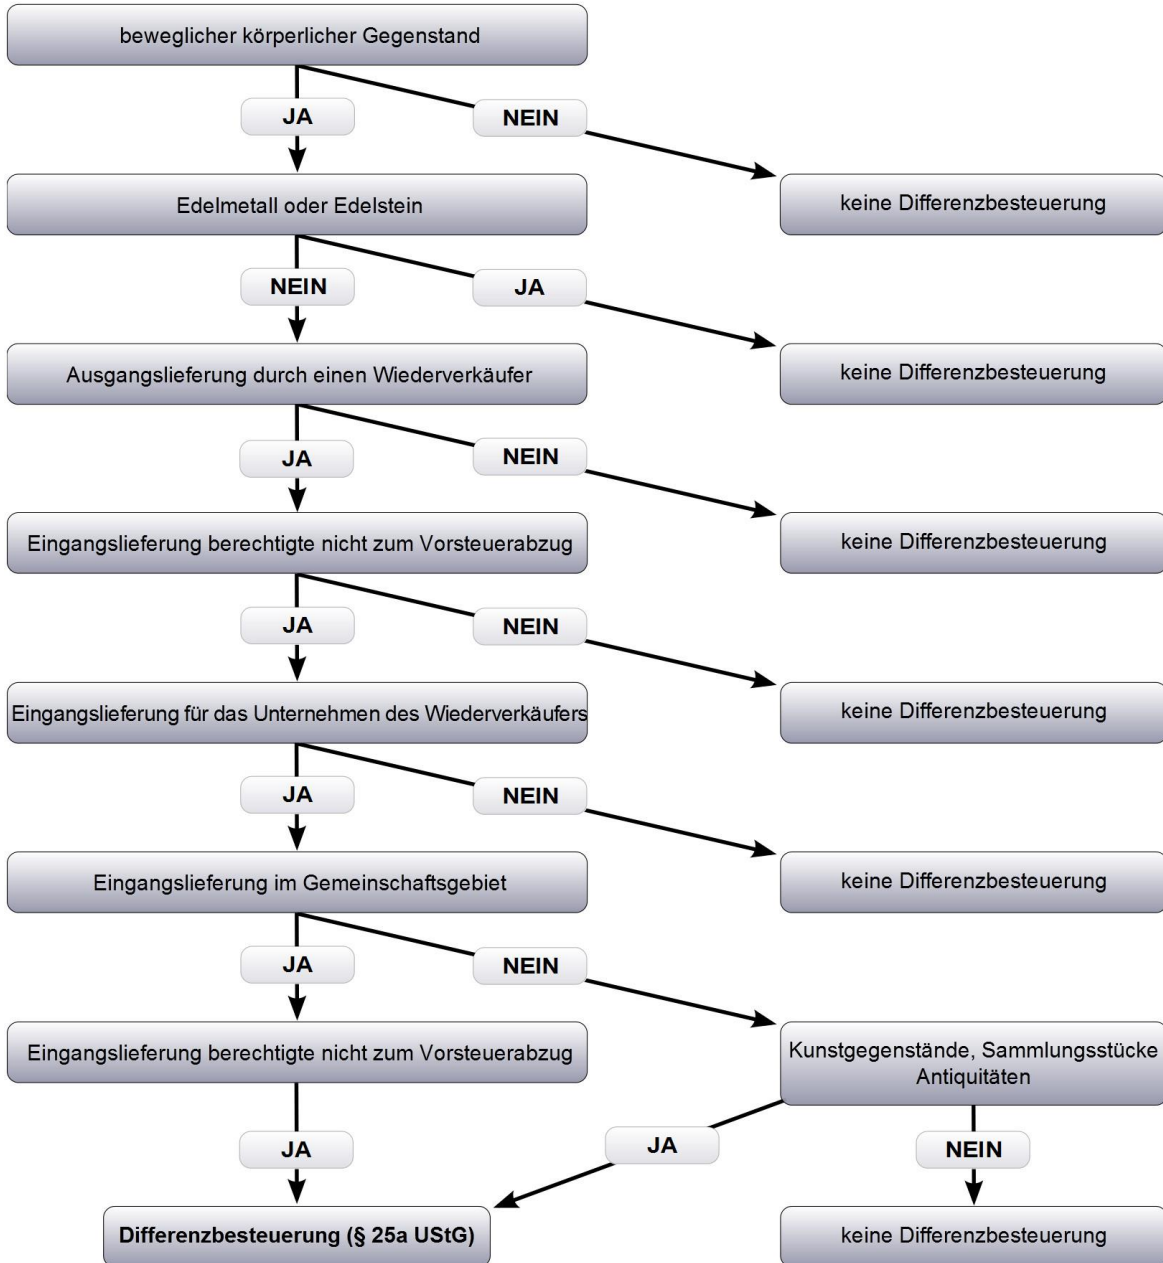 beweglicher körperlicher Gegenstand
JA
NEIN
Edelmetall oder Edelstein
keine Differenzbesteuerung
NEIN
JA
Ausgangslieferung durch einen Wiederverkäufer
keine Differenzbesteuerung
JA
NEIN
Eingangslieferung berechtigte nicht zum Vorsteuerabzug
keine Differenzbesteuerung
JA
NEIN
Eingangslieferung für das Unternehmen des Wiederverkäufers
keine Differenzbesteuerung
JA
NEIN
Eingangslieferung im Gemeinschaftsgebiet
keine Differenzbesteuerung
JA
NEIN
Eingangslieferung berechtigte nicht zum Vorsteuerabzug
Kunstgegenstände, Sammlungsstücke
Antiquitäten
JA
JA
NEIN
Differenzbesteuerung (§ 25a UStG)
keine Differenzbesteuerung